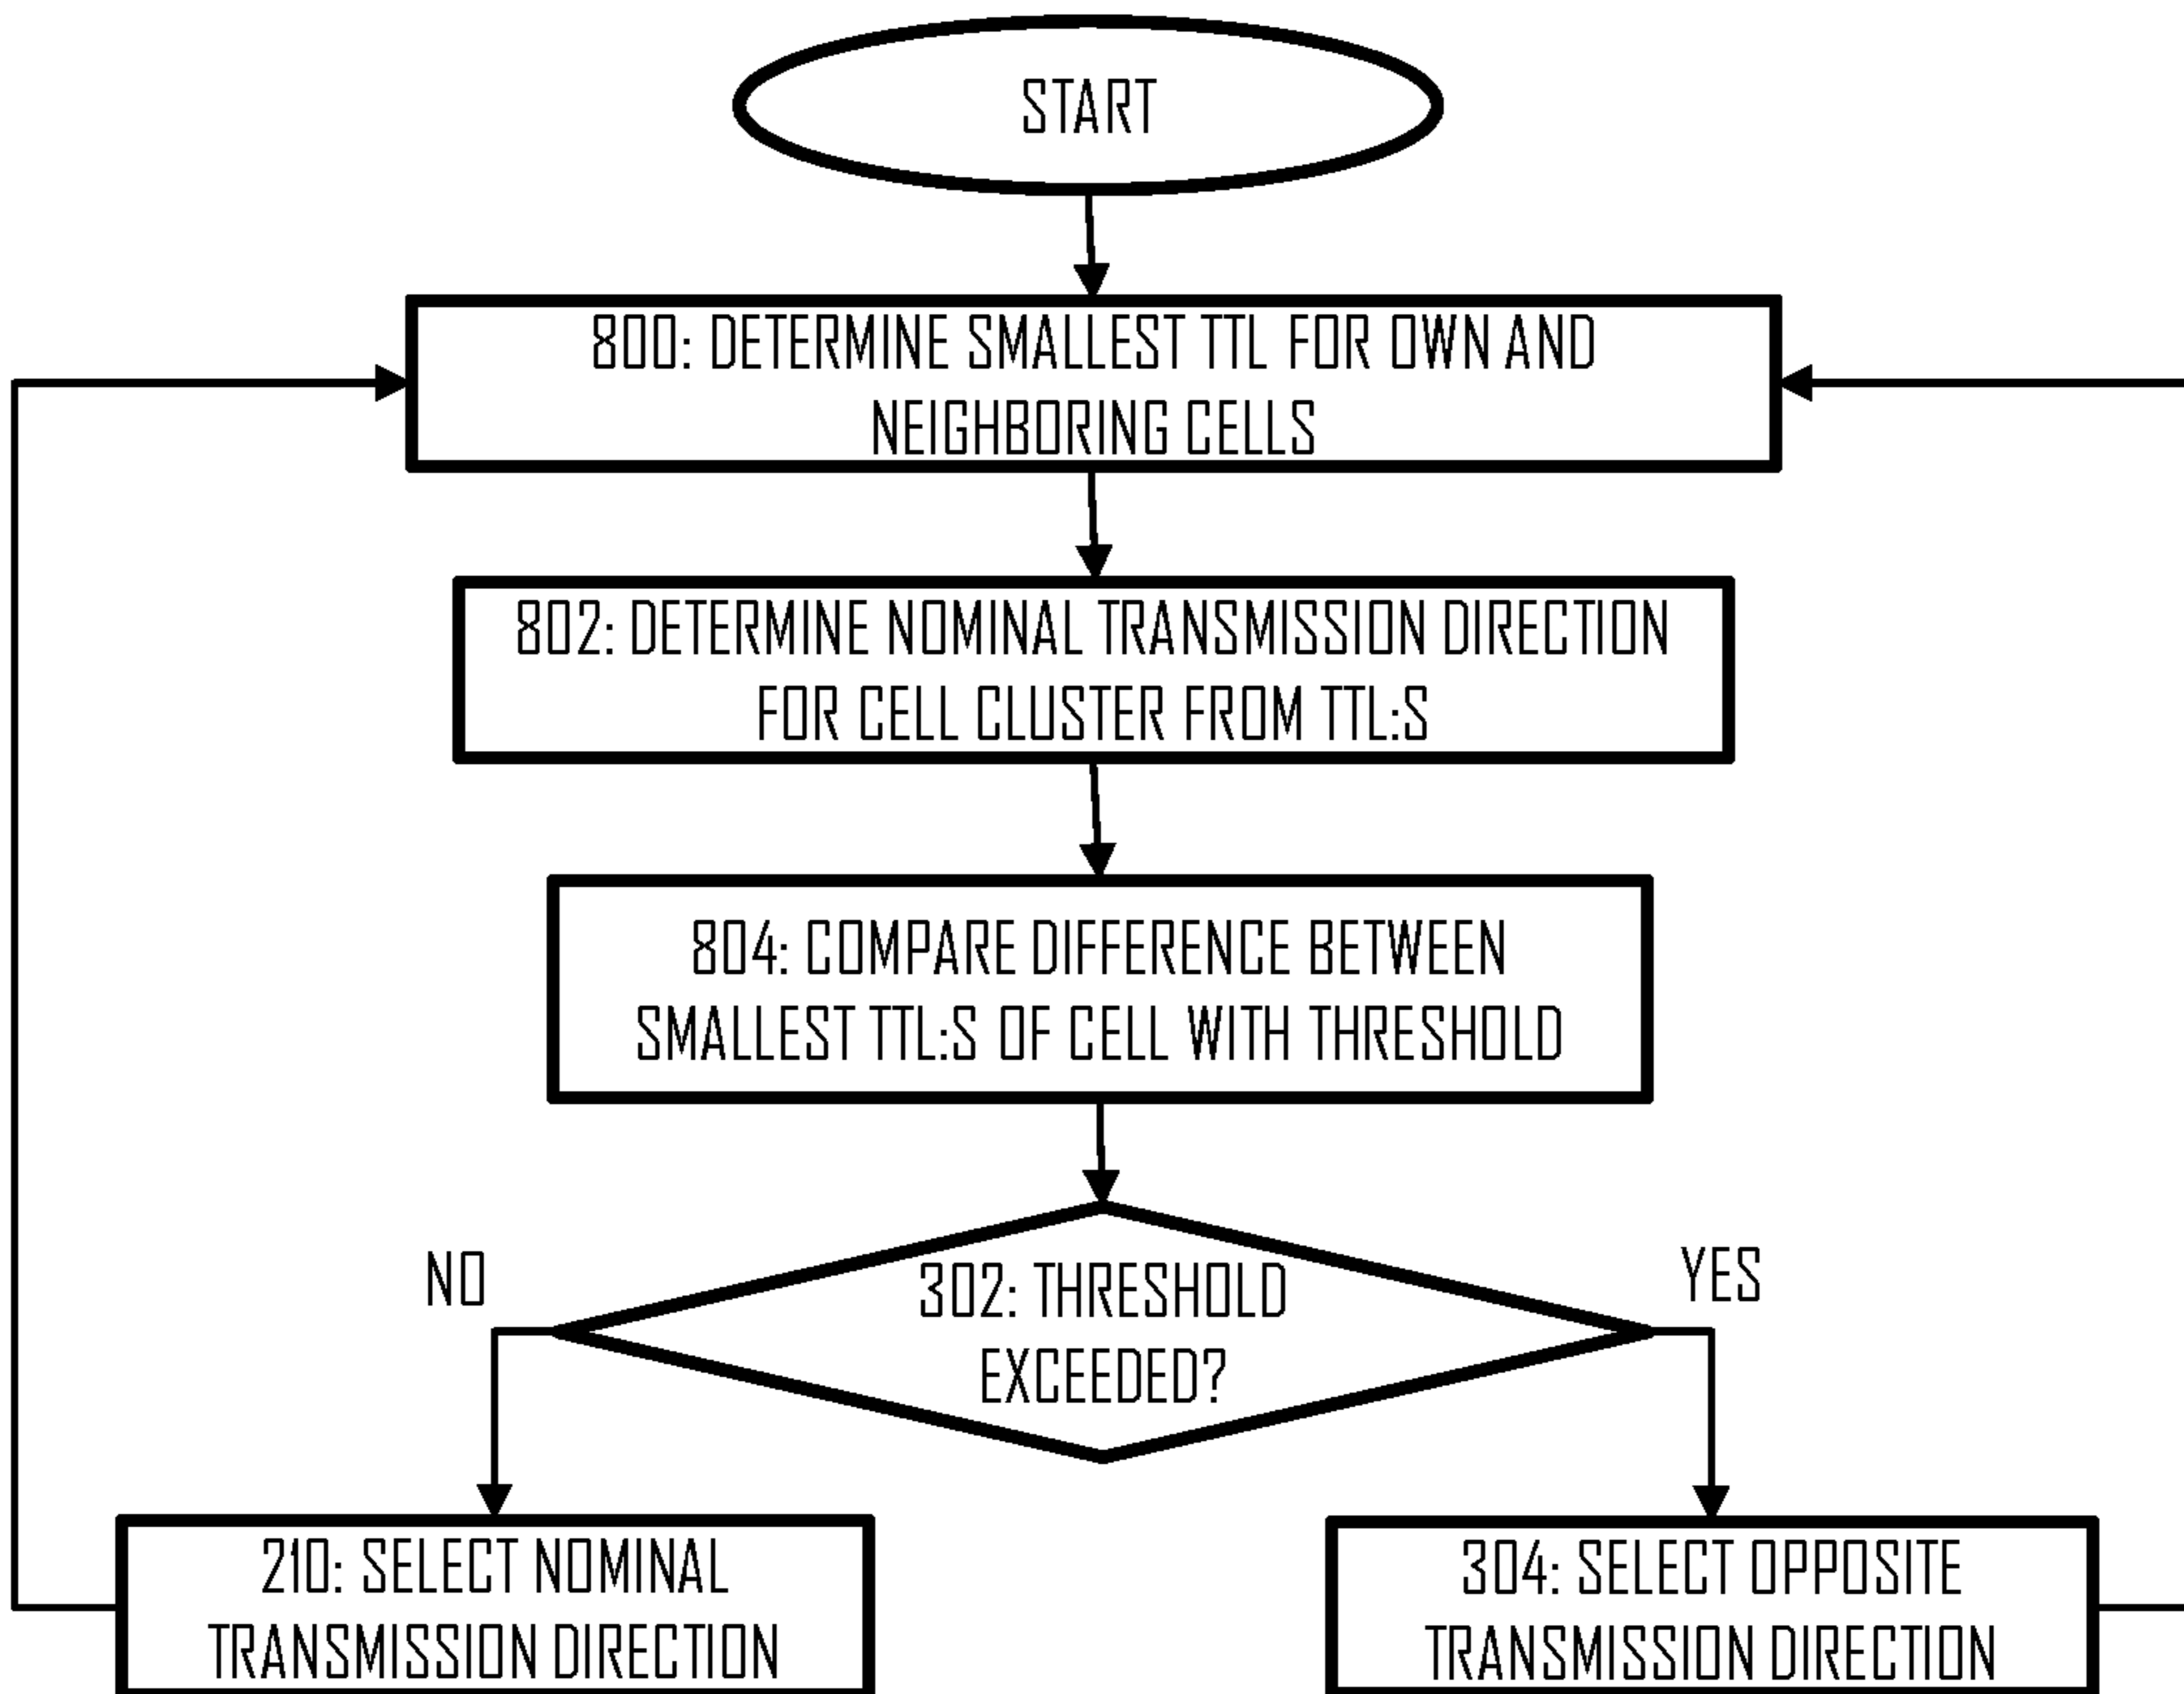 START
800: DETERMINE SMALLEST TTL FOR OWN AND
NEIGHBORING CELLS
802: DETERMINE NOMINAL TRANSMISSION DIRECTION
FOR CELL CLUSTER FROM TTL:S
804: COMPARE DIFFERENCE BETWEEN
SMALLEST TTL:S OF CELL WITH THRESHOLD
NO
302: THRESHOLD
EXCEEDED?
YES
210: SELECT NOMINAL
TRANSMISSION DIRECTION
304: SELECT OPPOSITE
TRANSMISSION DIRECTION